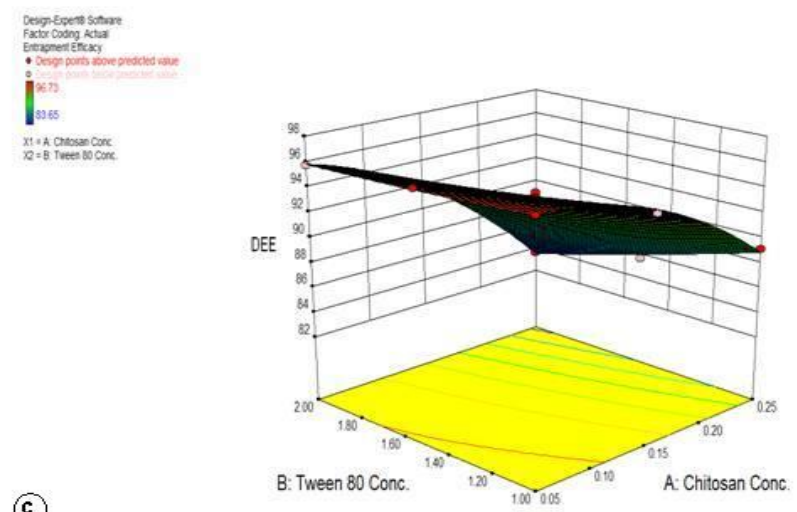 Design-Expert® Software
Factor Coding: Actual
Entrapment Efficacy
Design points above predicted value
Design points below predicted value
96.73
83.65
X1 = A: Chitosan Conc.
X2 = B: Tween 80 Conc.
98
96
94
92
90
88
86
84
82
DEE
2.00
1.80
1.60
1.40
1.20
1.00
0.05
0.10
0.15
0.20
0.25
B: Tween 80 Conc.
A: Chitosan Conc.
C